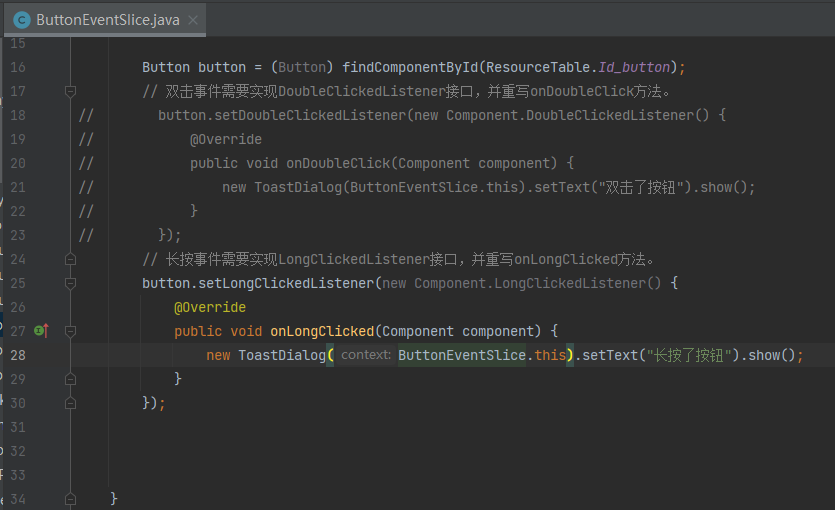 ButtonEventSlice.java
15
16 Button button = (Button) findComponentById(ResourceTable.Id_button);
17 // 双击事件需要实现DoubleClickedListener接口，并重写onDoubleClick方法。
18 // button.setDoubleClickedListener(new Component.DoubleClickedListener() {
19 // @Override
20 // public void onDoubleClick(Component component) {
21 // new ToastDialog(ButtonEventSlice.this).setText("双击了按钮").show();
22 // }
23 // });
24 // 长按事件需要实现LongClickedListener接口，并重写onLongClicked方法。
25 button.setLongClickedListener(new Component.LongClickedListener() {
26 @Override
27 public void onLongClicked(Component component) {
28 new ToastDialog( context: ButtonEventSlice.this).setText("长按了按钮").show();
29 }
30 });
31
32
33
34 }